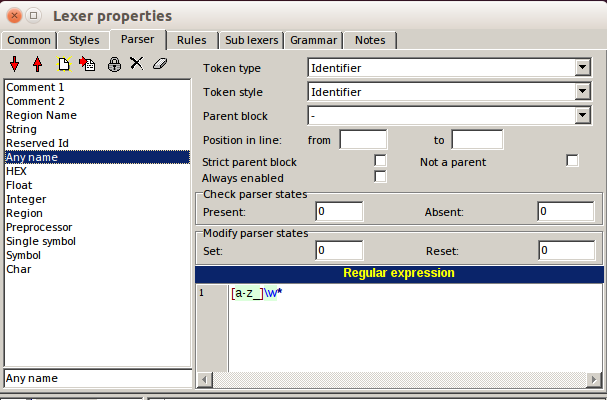 Lexer properties
Common Styles Parser Rules Sub lexers Grammar Notes
Comment 1
Comment 2
Region Name
String
Reserved Id
Any name
HEX
Float
Integer
Region
Preprocessor
Single symbol
Symbol
Char
Any name
Token type Identifier
Token style Identifier
Parent block -
Position in line: from to
Strict parent block Not a parent
Always enabled
Check parser states
Present: 0 Absent: 0
Modify parser states
Set: 0 Reset: 0
Regular expression
1 [a-z_]\w*